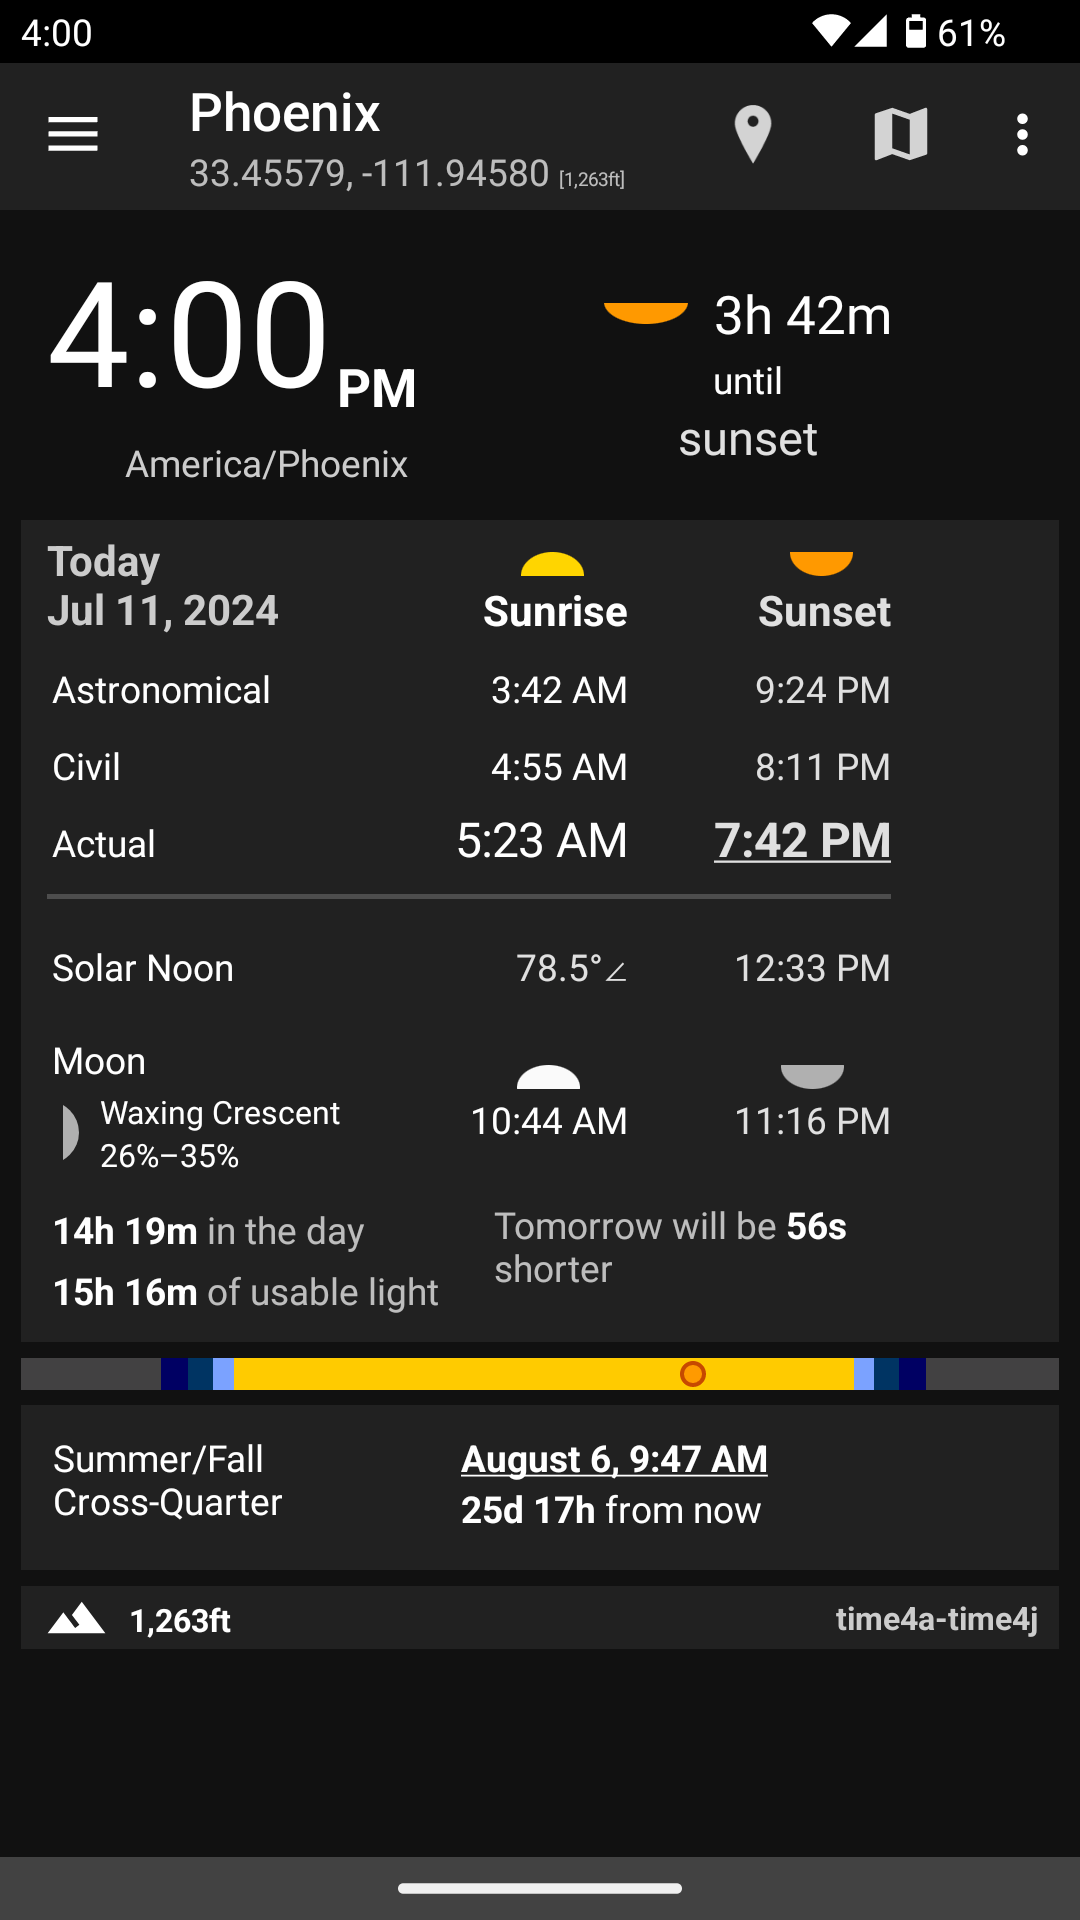 4:00 61%
Phoenix
33.45579, -111.94580 [1,263ft]
4:00 PM
3h 42m
until
sunset
America/Phoenix
Today
Jul 11, 2024
Sunrise Sunset
Astronomical 3:42 AM 9:24 PM
Civil 4:55 AM 8:11 PM
Actual 5:23 AM 7:42 PM
Solar Noon 78.5°∠ 12:33 PM
Moon
Waxing Crescent
26%–35%
10:44 AM 11:16 PM
14h 19m in the day
15h 16m of usable light
Tomorrow will be 56s
shorter
Summer/Fall
Cross-Quarter
August 6, 9:47 AM
25d 17h from now
1,263ft time4a-time4j